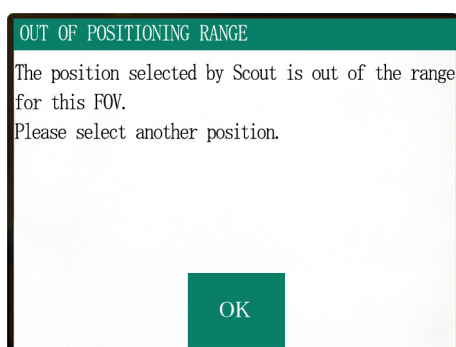 OUT OF POSITIONING RANGE
The position selected by Scout is out of the range
for this FOV.
Please select another position.
OK